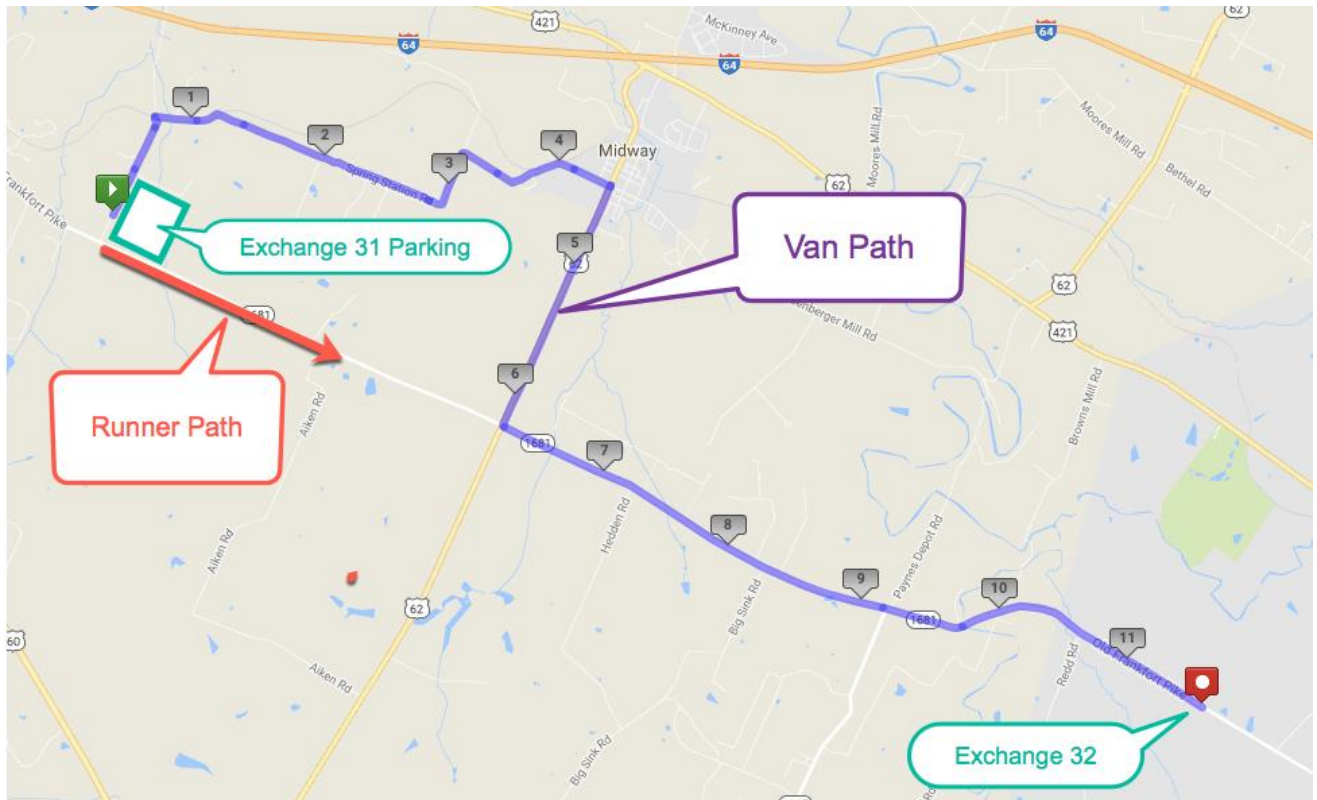 62
421
McKinney Ave
64
64
64
1
2
3
4
Midway
Moores Mill Rd
Moores Mill Rd
Bethel Rd
62
Spring Station Rd
Frankfort Pike
Exchange 31 Parking
5
62
Van Path
62
421
1681
Runner Path
Aiken Rd
6
1681
7
Browns Mill Rd
Hedden Rd
8
Aiken Rd
Paynes Depot Rd
9
10
Big Sink Rd
62
1681
11
60
Redd Rd
Old Frankfort Pike
Aiken Rd
Exchange 32
Big Sink Rd
Rd